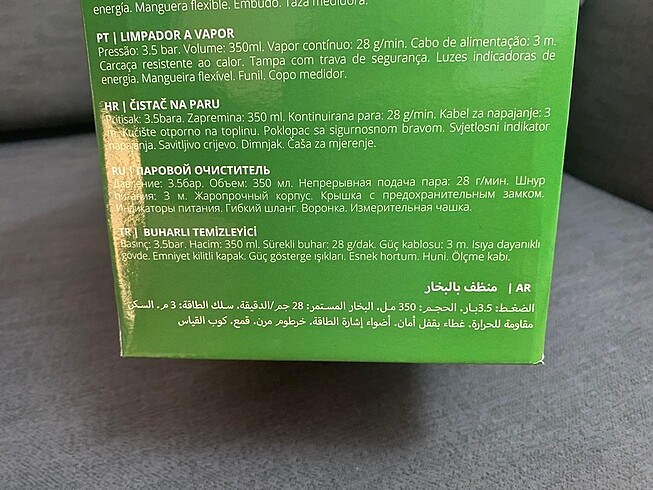 energía. Manguera flexible. Embudo. Taza medidora.
PT | LIMPADOR A VAPOR
Pressão: 3.5 bar. Volume: 350ml. Vapor contínuo: 28 g/min. Cabo de alimentação: 3 m.
Carcaça resistente ao calor. Tampa com trava de segurança. Luzes indicadoras de
energia. Mangueira flexível. Funil. Copo medidor.
HR | ČISTAČ NA PARU
Pritisak: 3.5bara. Zapremina: 350 ml. Kontinuirana para: 28 g/min. Kabel za napajanje: 3
m. Kućište otporno na toplinu. Poklopac sa sigurnosnom bravom. Svjetlosni indikator
napajanja. Savitljivo crijevo. Dimnjak. Čaša za mjerenje.
RU | ПАРОВОЙ ОЧИСТИТЕЛЬ
Давление: 3.5бар. Объем: 350 мл. Непрерывная подача пара: 28 г/мин. Шнур
питания: 3 м. Жаропрочный корпус. Крышка с предохранительным замком.
Индикаторы питания. Гибкий шланг. Воронка. Измерительная чашка.
TR | BUHARLI TEMİZLEYİCİ
Basınç: 3.5bar. Hacim: 350 ml. Sürekli buhar: 28 g/dak. Güç kablosu: 3 m. Isıya dayanıklı
gövde. Emniyet kilitli kapak. Güç gösterge ışıkları. Esnek hortum. Huni. Ölçme kabı.
AR | منظف بالبخار
الضغط: 3.5بار. الحجم: 350 مل. البخار المستمر: 28 جم/الدقيقة. سلك الطاقة: 3 م. السكن
مقاومة للحرارة. غطاء بقفل أمان. أضواء إشارة الطاقة. خرطوم مرن. قمع. كوب القياس